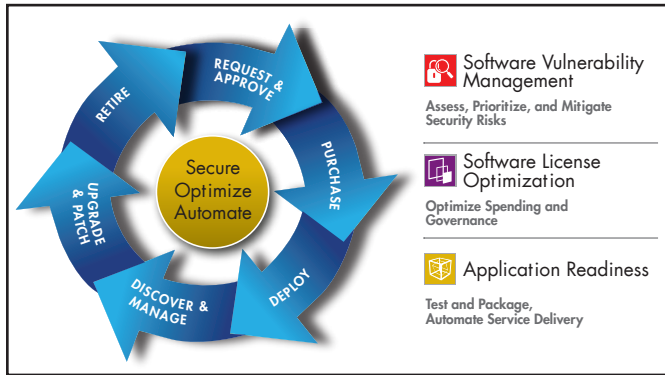 REQUEST &
APPROVE
PURCHASE
DEPLOY
DISCOVER &
MANAGE
UPGRADE
& PATCH
RETIRE
Secure
Optimize
Automate
Software Vulnerability
Management
Assess, Prioritize, and Mitigate
Security Risks
Software License
Optimization
Optimize Spending and
Governance
Application Readiness
Test and Package,
Automate Service Delivery